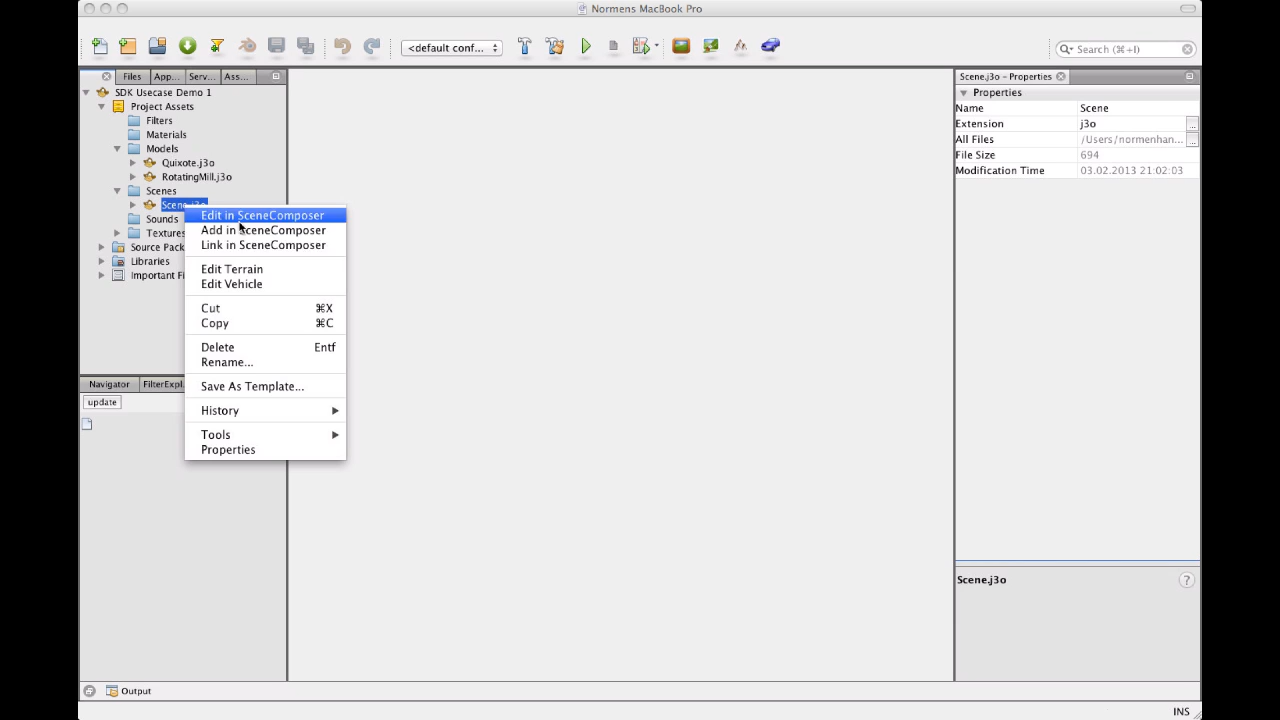 Normens MacBook Pro
<default conf...
Search (⌘+I)
Files App... Serv... Ass...
Scene.j3o - Properties
SDK Usecase Demo 1
Project Assets
Filters
Materials
Models
Quixote.j3o
RotatingMill.j3o
Scenes
Scene.j3o
Sounds
Textures
Source Pack
Libraries
Important Fi
Edit in SceneComposer
Add in SceneComposer
Link in SceneComposer
Edit Terrain
Edit Vehicle
Cut ⌘X
Copy ⌘C
Delete Entf
Rename...
Save As Template...
History
Tools
Properties
Navigator FilterExpl.
update
Properties
Name Scene
Extension j3o ...
All Files /Users/normenhan... ...
File Size 694
Modification Time 03.02.2013 21:02:03
Scene.j3o ?
Output
INS